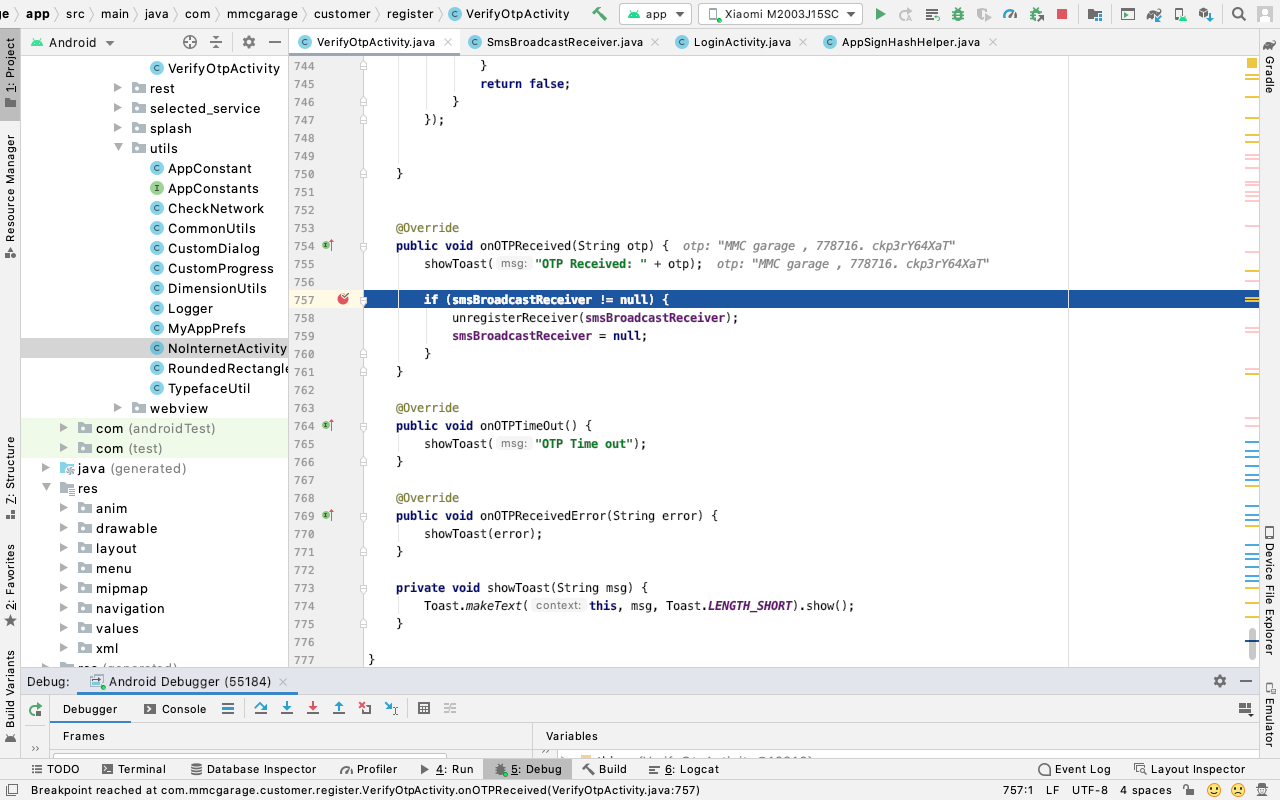 ge › app › src › main › java › com › mmcgarage › customer › register › VerifyOtpActivity
app
Xiaomi M2003J15SC
1: Project
Resource Manager
Z: Structure
2: Favorites
Build Variants
Android
VerifyOtpActivity.java
SmsBroadcastReceiver.java
LoginActivity.java
AppSignHashHelper.java
VerifyOtpActivity
rest
selected_service
splash
utils
AppConstant
AppConstants
CheckNetwork
CommonUtils
CustomDialog
CustomProgress
DimensionUtils
Logger
MyAppPrefs
NoInternetActivity
RoundedRectangle
TypefaceUtil
webview
com (androidTest)
com (test)
java (generated)
res
anim
drawable
layout
menu
mipmap
navigation
values
xml
res (generated)
744 }
745 return false;
746 }
747 });
748
749
750 }
751
752
753 @Override
754 public void onOTPReceived(String otp) { otp: "MMC garage , 778716. ckp3rY64XaT"
755 showToast( msg: "OTP Received: " + otp); otp: "MMC garage , 778716. ckp3rY64XaT"
756
757 if (smsBroadcastReceiver != null) {
758 unregisterReceiver(smsBroadcastReceiver);
759 smsBroadcastReceiver = null;
760 }
761 }
762
763 @Override
764 public void onOTPTimeOut() {
765 showToast( msg: "OTP Time out");
766 }
767
768 @Override
769 public void onOTPReceivedError(String error) {
770 showToast(error);
771 }
772
773 private void showToast(String msg) {
774 Toast.makeText( context: this, msg, Toast.LENGTH_SHORT).show();
775 }
776
777 }
Gradle
Device File Explorer
Emulator
Debug: Android Debugger (55184)
Debugger
Console
Frames
Variables
TODO
Terminal
Database Inspector
Profiler
4: Run
5: Debug
Build
6: Logcat
Event Log
Layout Inspector
Breakpoint reached at com.mmcgarage.customer.register.VerifyOtpActivity.onOTPReceived(VerifyOtpActivity.java:757)
757:1 LF UTF-8 4 spaces